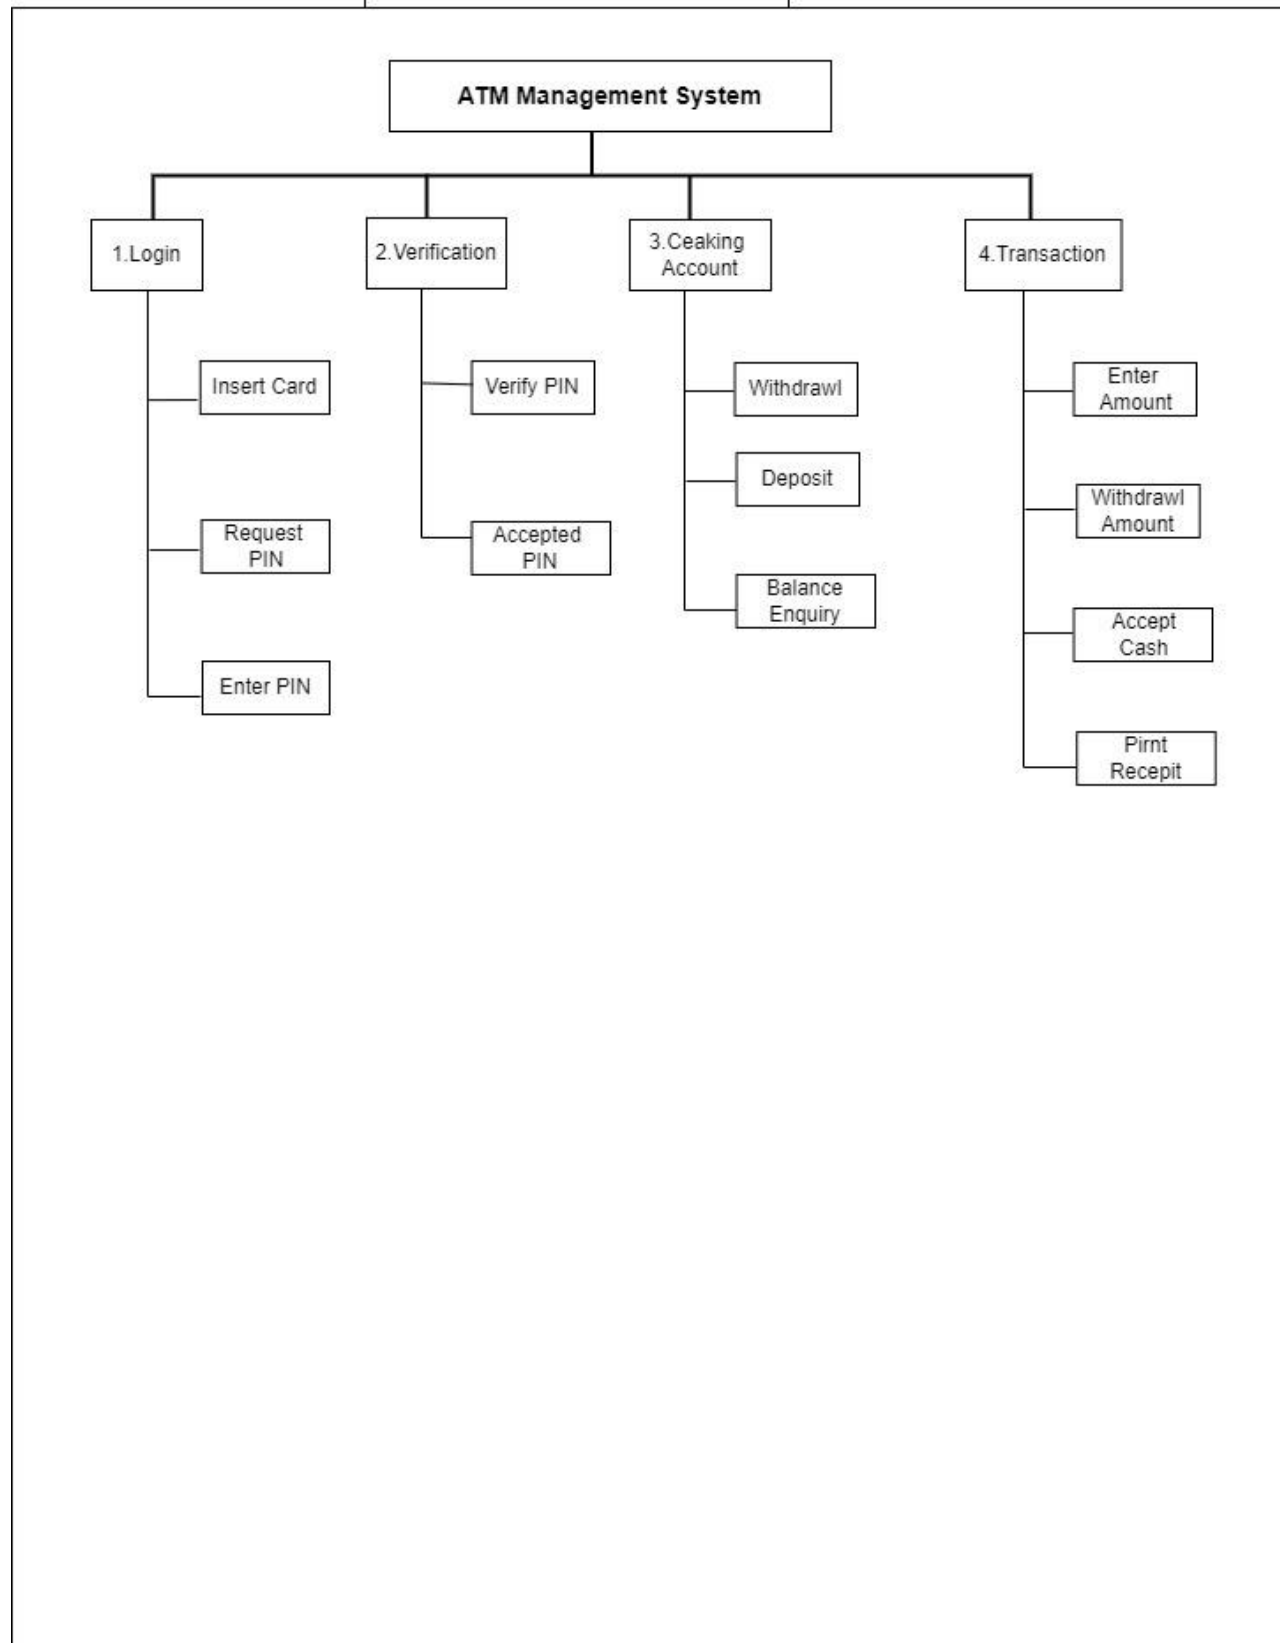 ATM Management System
1.Login
2.Verification
3.Ceaking
Account
4.Transaction
Insert Card
Request
PIN
Enter PIN
Verify PIN
Accepted
PIN
Withdrawl
Deposit
Balance
Enquiry
Enter
Amount
Withdrawl
Amount
Accept
Cash
Pirnt
Recepit